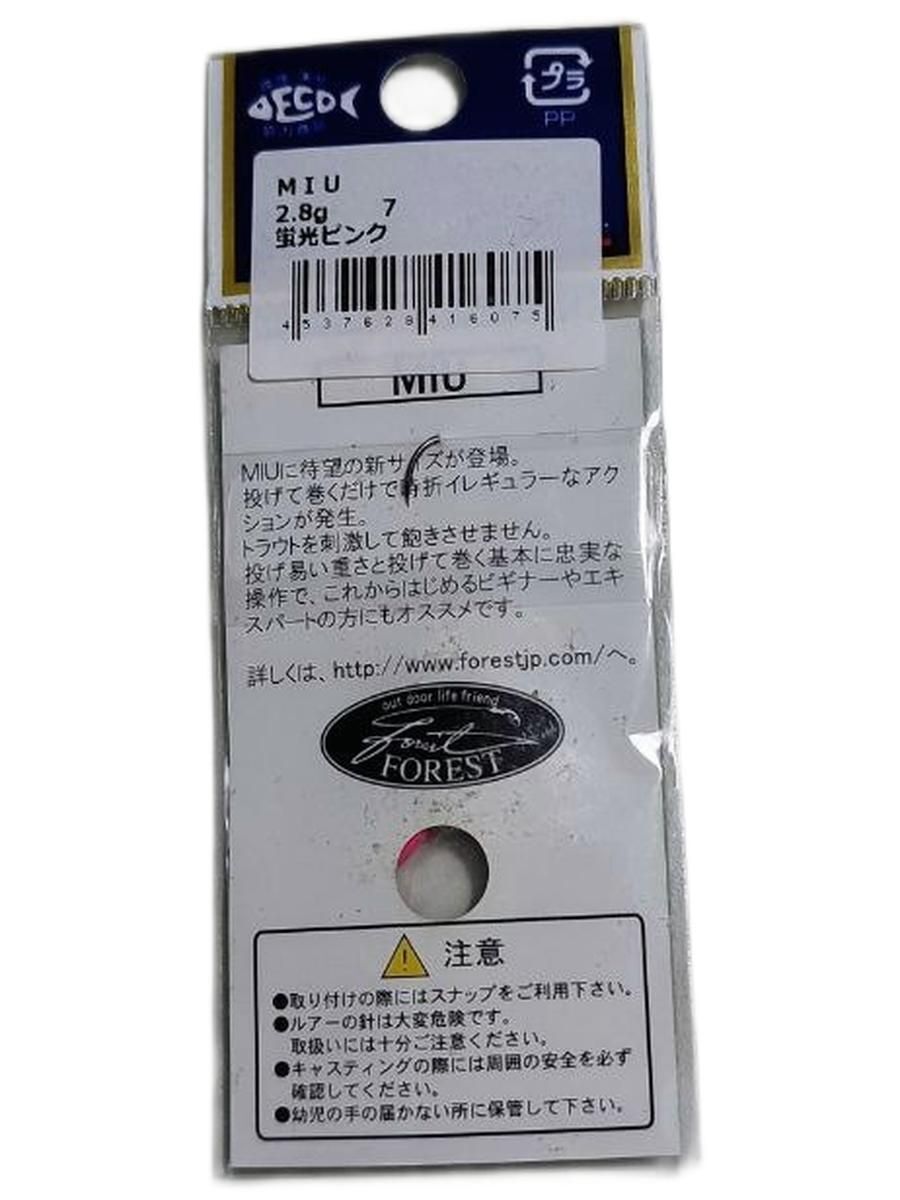 ECO
プラ
PP
MIU
2.8g 7
蛍光ピンク
4537628416075
MIU
MIUに待望の新サイズが登場。
投げて巻くだけで時折イレギュラーなアク
ションが発生。
トラウトを刺激して飽きさせません。
投げ易い重さと投げて巻く基本に忠実な
操作で、これからはじめるビギナーやエキ
スパートの方にもオススメです。
詳しくは、http://www.forestjp.com/へ。
out door life friend
forest
FOREST
注意
●取り付けの際にはスナップをご利用下さい。
●ルアーの針は大変危険です。
取扱いには十分ご注意ください。
●キャスティングの際には周囲の安全を必ず
確認してください。
●幼児の手の届かない所に保管して下さい。